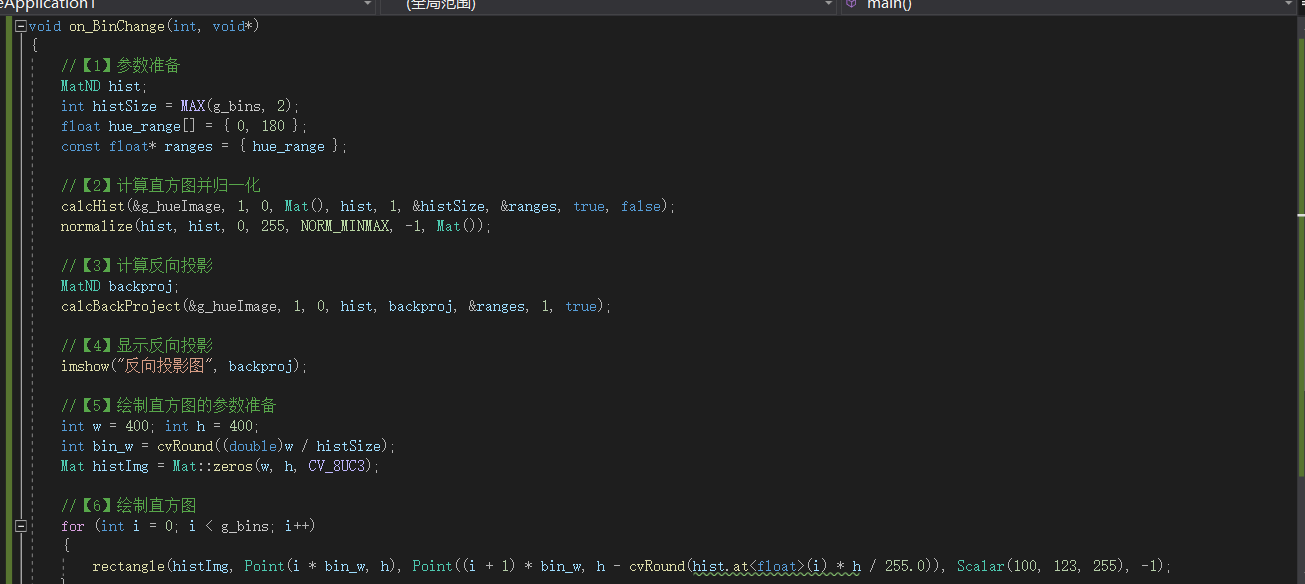 eApplication1 (全局范围) main()
void on_BinChange(int, void*)
{
//【1】参数准备
MatND hist;
int histSize = MAX(g_bins, 2);
float hue_range[] = { 0, 180 };
const float* ranges = { hue_range };
//【2】计算直方图并归一化
calcHist(&g_hueImage, 1, 0, Mat(), hist, 1, &histSize, &ranges, true, false);
normalize(hist, hist, 0, 255, NORM_MINMAX, -1, Mat());
//【3】计算反向投影
MatND backproj;
calcBackProject(&g_hueImage, 1, 0, hist, backproj, &ranges, 1, true);
//【4】显示反向投影
imshow("反向投影图", backproj);
//【5】绘制直方图的参数准备
int w = 400; int h = 400;
int bin_w = cvRound((double)w / histSize);
Mat histImg = Mat::zeros(w, h, CV_8UC3);
//【6】绘制直方图
for (int i = 0; i < g_bins; i++)
{
rectangle(histImg, Point(i * bin_w, h), Point((i + 1) * bin_w, h - cvRound(hist.at<float>(i) * h / 255.0)), Scalar(100, 123, 255), -1);
}